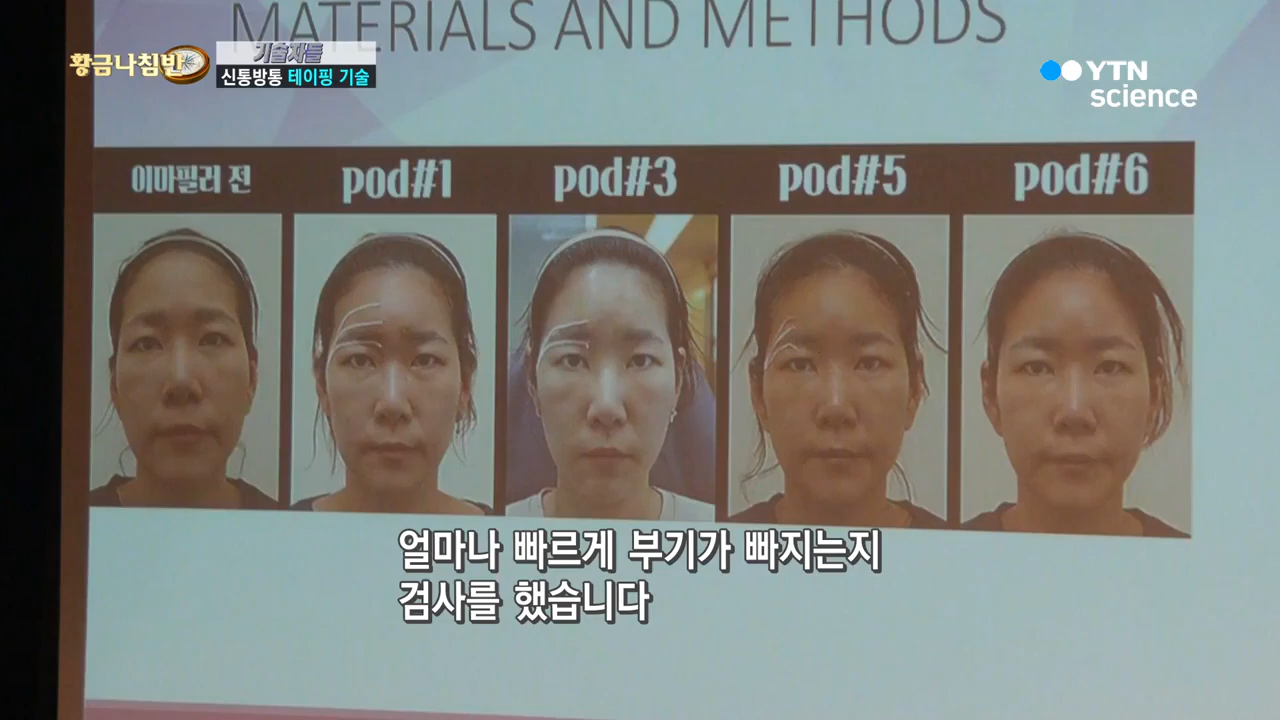 MATERIALS AND METHODS
황금나침반
기술자들
신통방통 테이핑 기술
YTN
science
이마필러 전
pod#1
pod#3
pod#5
pod#6
얼마나 빠르게 부기가 빠지는지
검사를 했습니다